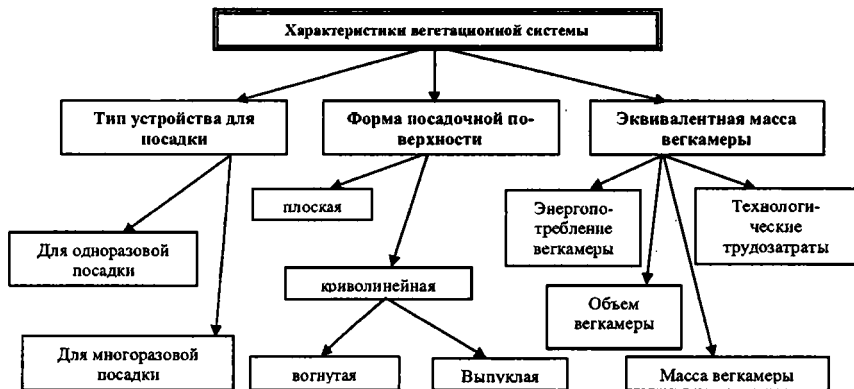 Характеристики вегетационной системы
Тип устройства для
посадки
Форма посадочной по-
верхности
Эквивалентная масса
вегкамеры
плоская
Энергопо-
требление
вегкамеры
Технологи-
ческие
трудозатраты
Для одноразовой
посадки
криволинейная
Объем
вегкамеры
Для многоразовой
посадки
вогнутая
Выпуклая
Масса вегкамеры